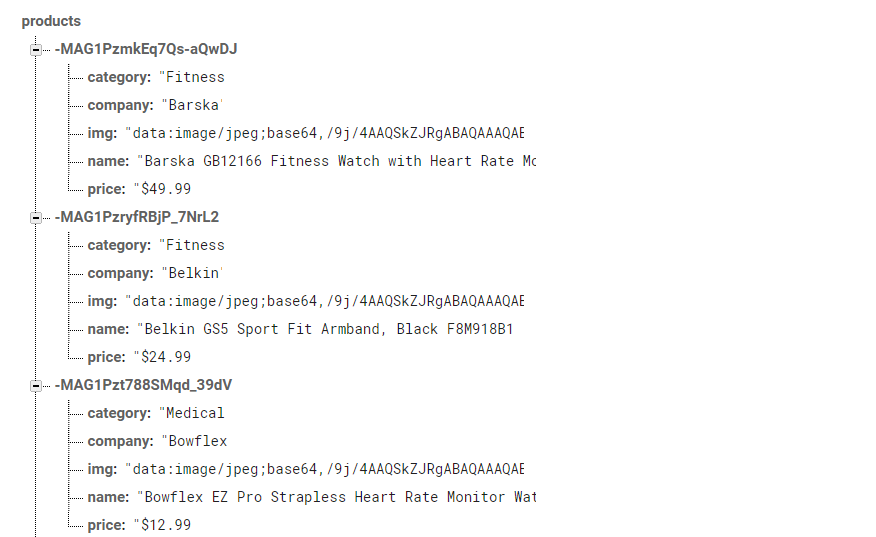 products
-MAG1PzmkEq7Qs-aQwDJ
category: "Fitness
company: "Barska'
img: "data:image/jpeg;base64,/9j/4AAQSkZJRgABAQAAAQAE
name: "Barska GB12166 Fitness Watch with Heart Rate Mo
price: "$49.99
-MAG1PzryfRBjP_7NrL2
category: "Fitness
company: "Belkin'
img: "data:image/jpeg;base64,/9j/4AAQSkZJRgABAQAAAQAE
name: "Belkin GS5 Sport Fit Armband, Black F8M918B1
price: "$24.99
-MAG1Pzt788SMqd_39dV
category: "Medical
company: "Bowflex
img: "data:image/jpeg;base64,/9j/4AAQSkZJRgABAQAAAQAE
name: "Bowflex EZ Pro Strapless Heart Rate Monitor Wat
price: "$12.99